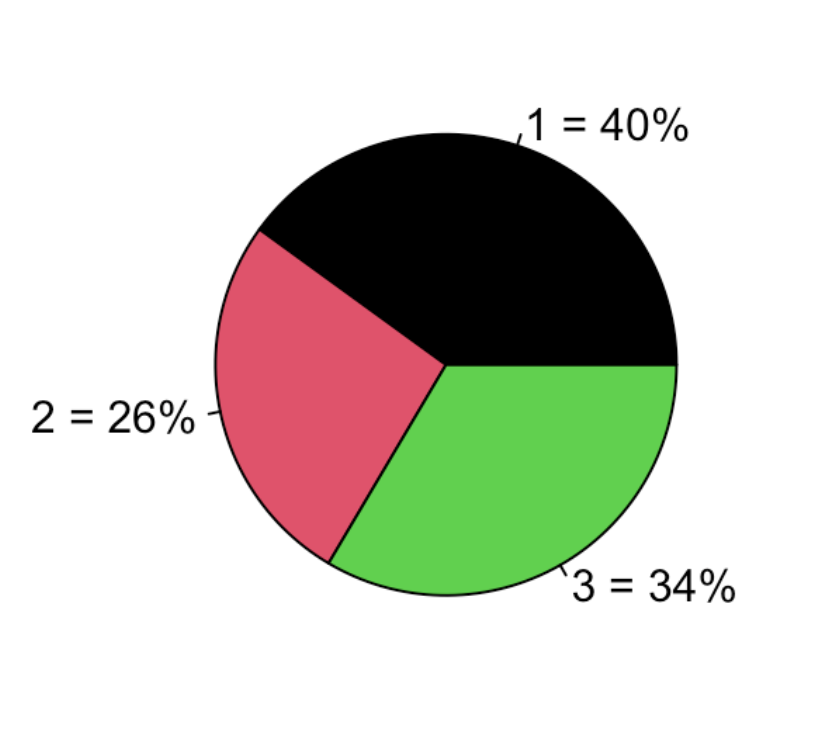 1 = 40%
2 = 26%
3 = 34%